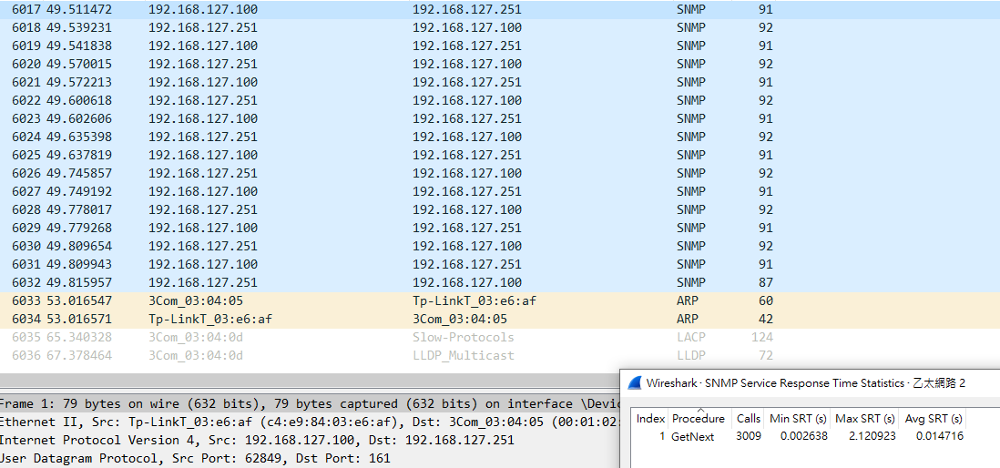 6017 49.511472 192.168.127.100 192.168.127.251 SNMP 91
6018 49.539231 192.168.127.251 192.168.127.100 SNMP 92
6019 49.541838 192.168.127.100 192.168.127.251 SNMP 91
6020 49.570015 192.168.127.251 192.168.127.100 SNMP 92
6021 49.572213 192.168.127.100 192.168.127.251 SNMP 91
6022 49.600618 192.168.127.251 192.168.127.100 SNMP 92
6023 49.602606 192.168.127.100 192.168.127.251 SNMP 91
6024 49.635398 192.168.127.251 192.168.127.100 SNMP 92
6025 49.637819 192.168.127.100 192.168.127.251 SNMP 91
6026 49.745857 192.168.127.251 192.168.127.100 SNMP 92
6027 49.749192 192.168.127.100 192.168.127.251 SNMP 91
6028 49.778017 192.168.127.251 192.168.127.100 SNMP 92
6029 49.779268 192.168.127.100 192.168.127.251 SNMP 91
6030 49.809654 192.168.127.251 192.168.127.100 SNMP 92
6031 49.809943 192.168.127.100 192.168.127.251 SNMP 91
6032 49.815957 192.168.127.251 192.168.127.100 SNMP 87
6033 53.016547 3Com_03:04:05 Tp-LinkT_03:e6:af ARP 60
6034 53.016571 Tp-LinkT_03:e6:af 3Com_03:04:05 ARP 42
6035 65.340328 3Com_03:04:0d Slow-Protocols LACP 124
6036 67.378464 3Com_03:04:0d LLDP_Multicast LLDP 72
Frame 1: 79 bytes on wire (632 bits), 79 bytes captured (632 bits) on interface \Devic
Ethernet II, Src: Tp-LinkT_03:e6:af (c4:e9:84:03:e6:af), Dst: 3Com_03:04:05 (00:01:02:
Internet Protocol Version 4, Src: 192.168.127.100, Dst: 192.168.127.251
User Datagram Protocol, Src Port: 62849, Dst Port: 161
Wireshark · SNMP Service Response Time Statistics · 乙太網路 2
Index Procedure Calls Min SRT (s) Max SRT (s) Avg SRT (s)
1 GetNext 3009 0.002638 2.120923 0.014716